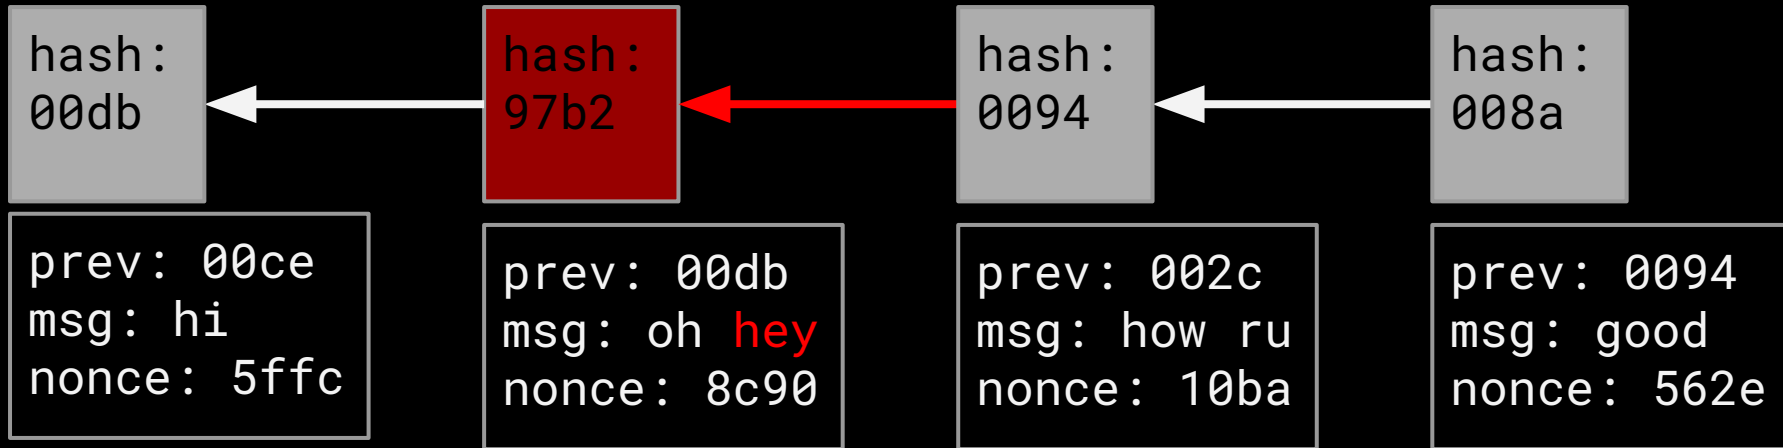 hash:
00db
hash:
97b2
hash:
0094
hash:
008a
prev: 00ce
msg: hi
nonce: 5ffc
prev: 00db
msg: oh hey
nonce: 8c90
prev: 002c
msg: how ru
nonce: 10ba
prev: 0094
msg: good
nonce: 562e